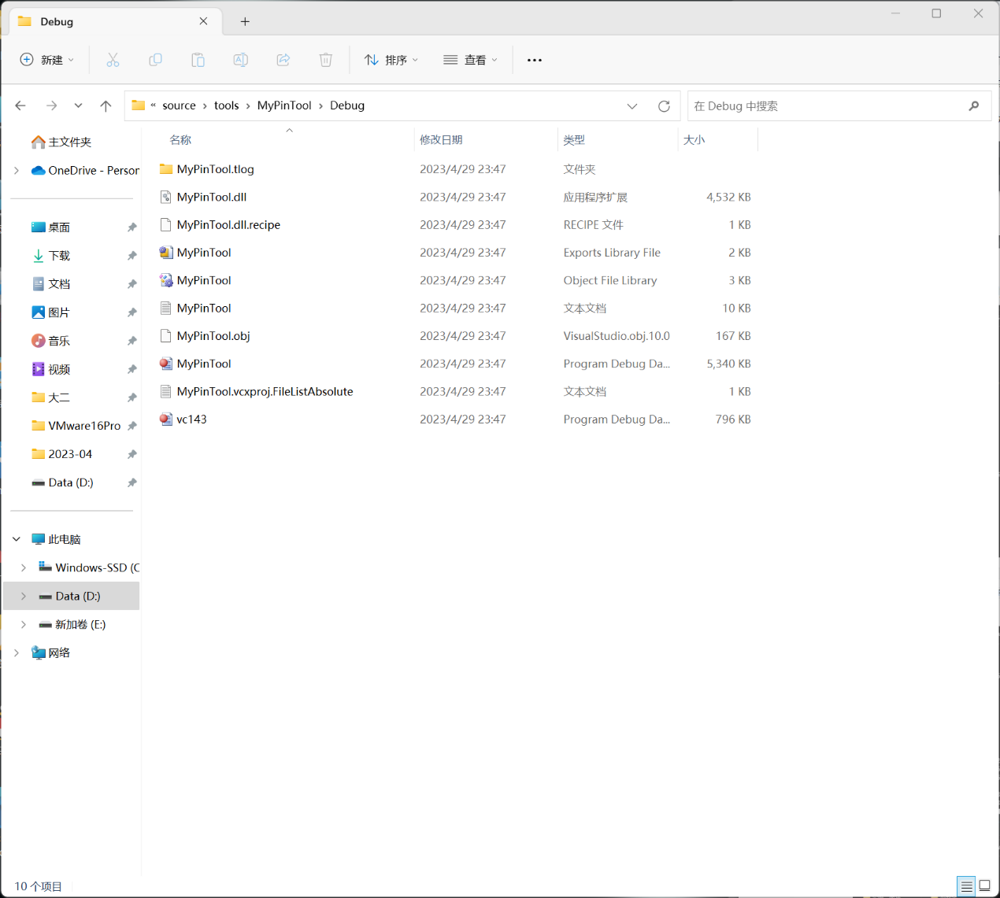 Debug
新建
排序
查看
« source > tools > MyPinTool > Debug
在 Debug 中搜索
主文件夹
OneDrive - Person
桌面
下载
文档
图片
音乐
视频
大二
VMware16Pro
2023-04
Data (D:)
此电脑
Windows-SSD (C
Data (D:)
新加卷 (E:)
网络
名称 修改日期 类型 大小
MyPinTool.tlog 2023/4/29 23:47 文件夹
MyPinTool.dll 2023/4/29 23:47 应用程序扩展 4,532 KB
MyPinTool.dll.recipe 2023/4/29 23:47 RECIPE 文件 1 KB
MyPinTool 2023/4/29 23:47 Exports Library File 2 KB
MyPinTool 2023/4/29 23:47 Object File Library 3 KB
MyPinTool 2023/4/29 23:47 文本文档 10 KB
MyPinTool.obj 2023/4/29 23:47 VisualStudio.obj.10.0 167 KB
MyPinTool 2023/4/29 23:47 Program Debug Da... 5,340 KB
MyPinTool.vcxproj.FileListAbsolute 2023/4/29 23:47 文本文档 1 KB
vc143 2023/4/29 23:47 Program Debug Da... 796 KB
10 个项目